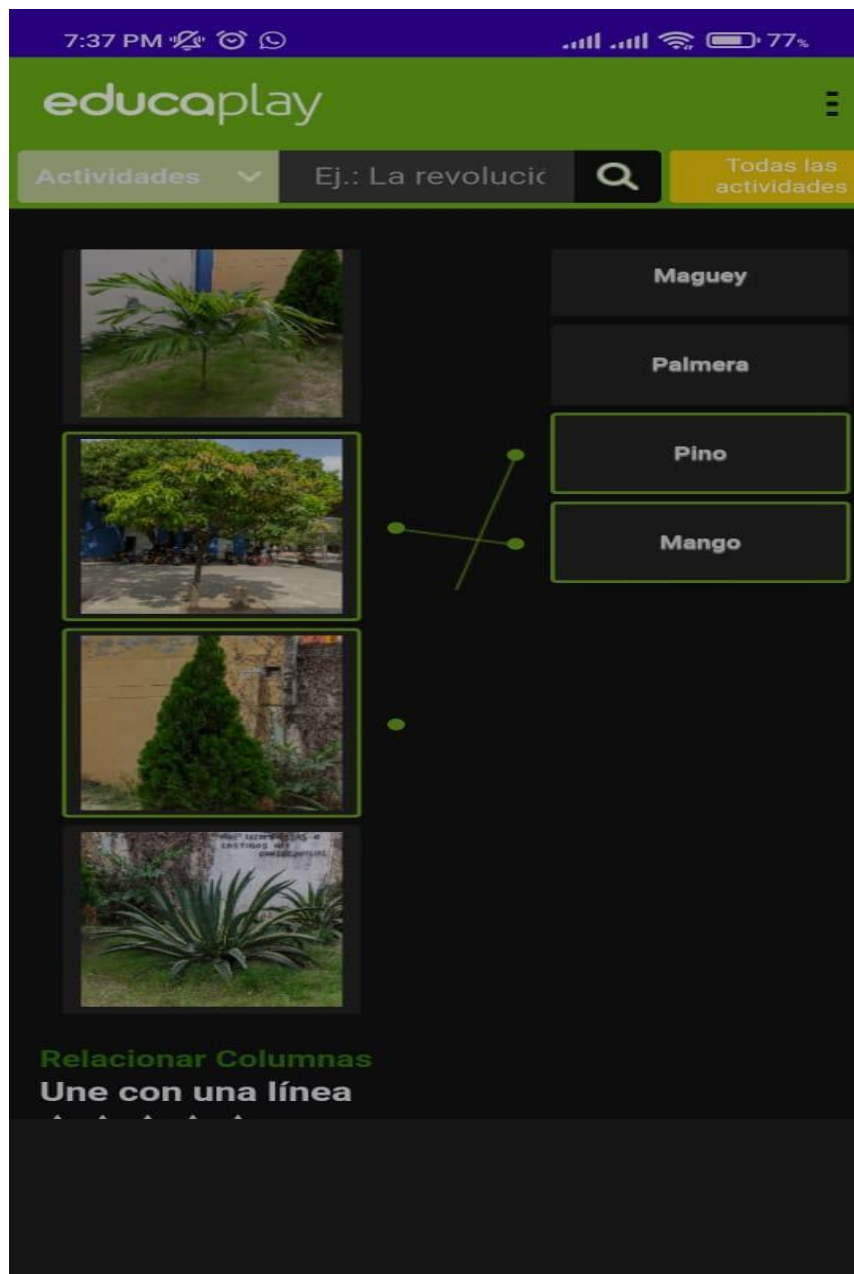 7:37 PM
77%
educaplay
Actividades
Ej.: La revolucic
Todas las
actividades
Maguey
Palmera
Pino
Mango
CASTIGOS
Relacionar Columnas
Une con una línea